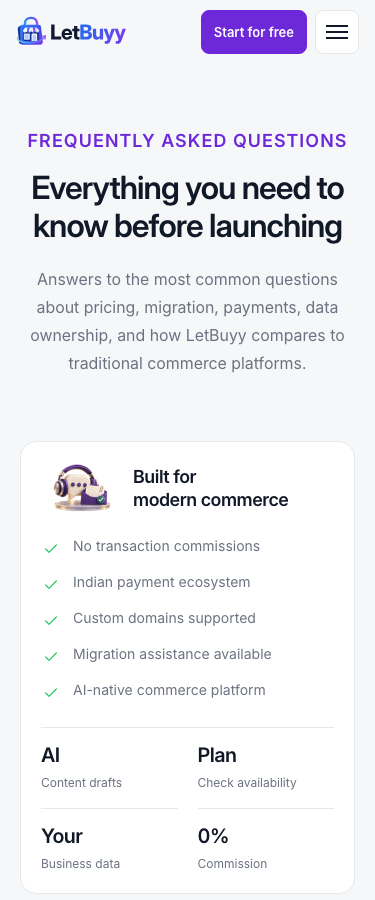 LetBuyy
Start for free
FREQUENTLY ASKED QUESTIONS
Everything you need to
know before launching
Answers to the most common questions
about pricing, migration, payments, data
ownership, and how LetBuyy compares to
traditional commerce platforms.
Built for
modern commerce
No transaction commissions
Indian payment ecosystem
Custom domains supported
Migration assistance available
AI-native commerce platform
AI
Content drafts
Plan
Check availability
Your
Business data
0%
Commission